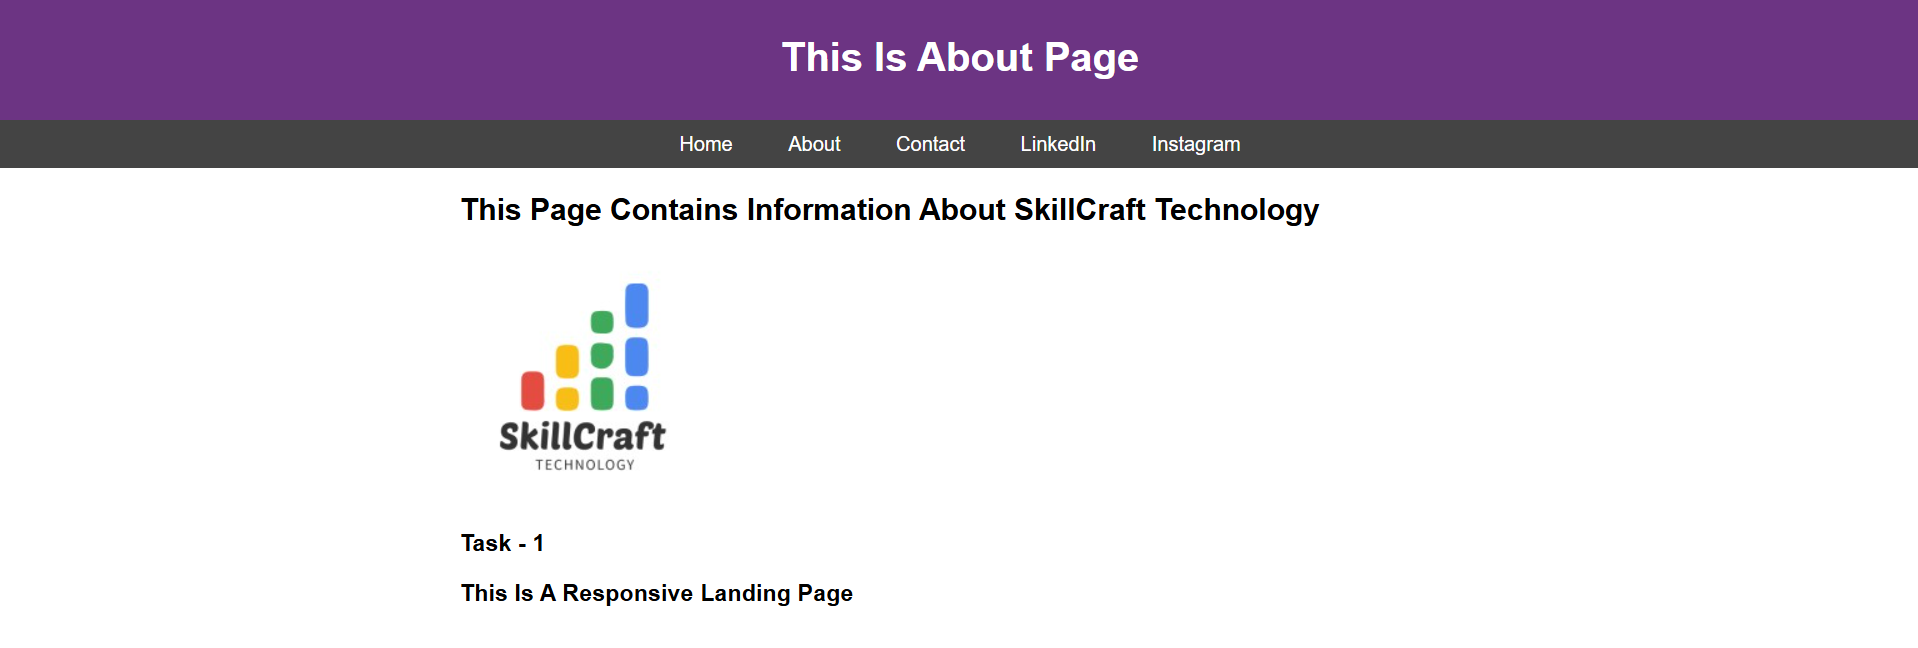 This Is About Page
Home About Contact LinkedIn Instagram
This Page Contains Information About SkillCraft Technology
SkillCraft
TECHNOLOGY
Task - 1
This Is A Responsive Landing Page